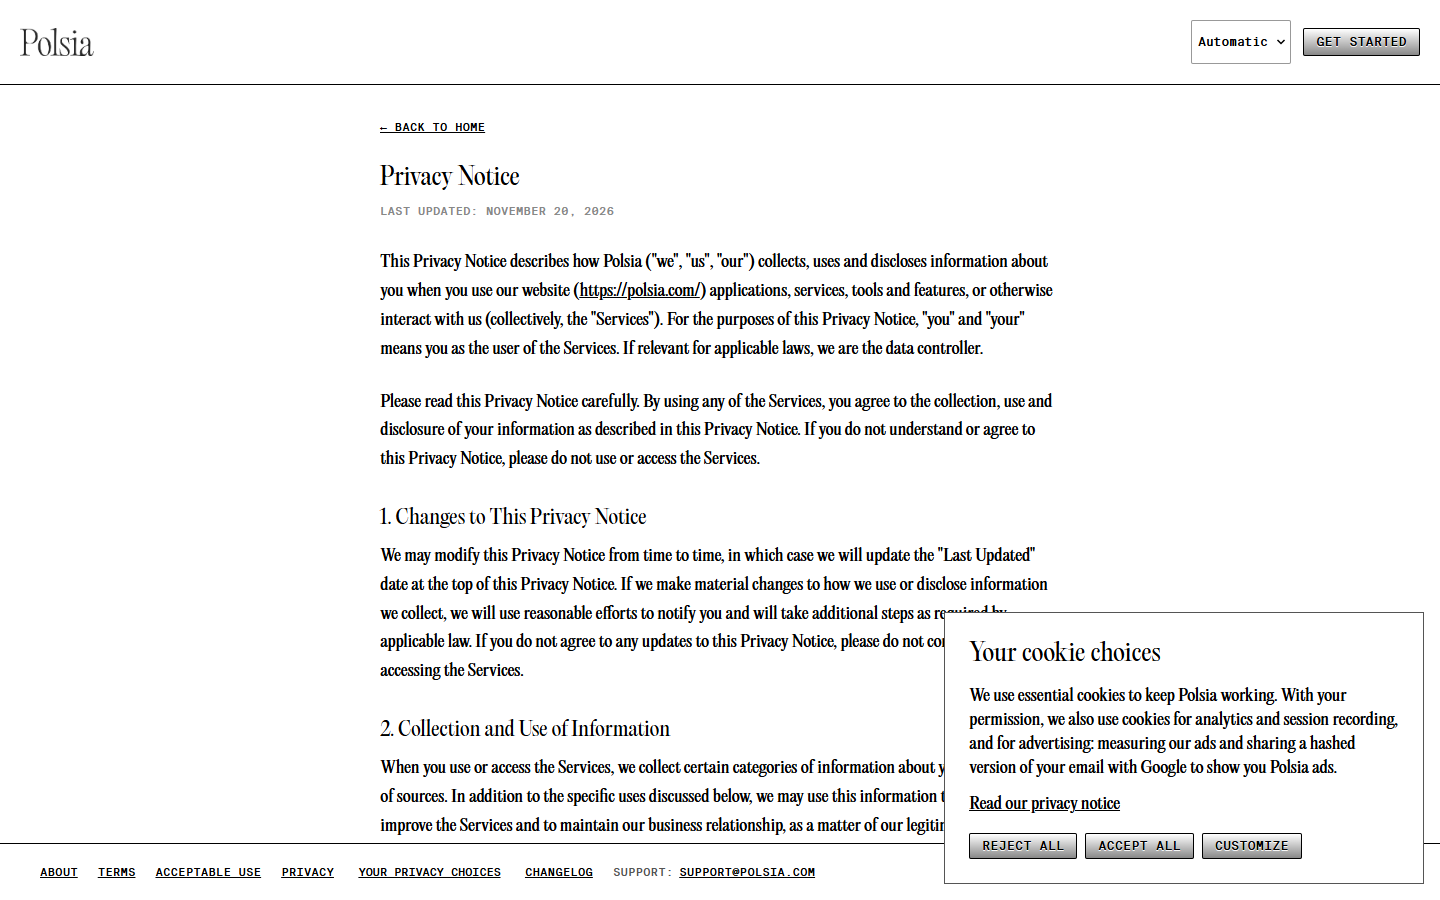 Polsia
Automatic
GET STARTED
← BACK TO HOME
Privacy Notice
LAST UPDATED: NOVEMBER 20, 2026
This Privacy Notice describes how Polsia ("we", "us", "our") collects, uses and discloses information about
you when you use our website (https://polsia.com/) applications, services, tools and features, or otherwise
interact with us (collectively, the "Services"). For the purposes of this Privacy Notice, "you" and "your"
means you as the user of the Services. If relevant for applicable laws, we are the data controller.
Please read this Privacy Notice carefully. By using any of the Services, you agree to the collection, use and
disclosure of your information as described in this Privacy Notice. If you do not understand or agree to
this Privacy Notice, please do not use or access the Services.
1. Changes to This Privacy Notice
We may modify this Privacy Notice from time to time, in which case we will update the "Last Updated"
date at the top of this Privacy Notice. If we make material changes to how we use or disclose information
we collect, we will use reasonable efforts to notify you and will take additional steps as required by
applicable law. If you do not agree to any updates to this Privacy Notice, please do not
accessing the Services.
2. Collection and Use of Information
When you use or access the Services, we collect certain categories of information about
of sources. In addition to the specific uses discussed below, we may use this information
improve the Services and to maintain our business relationship, as a matter of our
Your cookie choices
We use essential cookies to keep Polsia working. With your
permission, we also use cookies for analytics and session recording,
and for advertising: measuring our ads and sharing a hashed
version of your email with Google to show you Polsia ads.
Read our privacy notice
REJECT ALL
ACCEPT ALL
CUSTOMIZE
ABOUT TERMS ACCEPTABLE USE PRIVACY YOUR PRIVACY CHOICES CHANGELOG SUPPORT: SUPPORT@POLSIA.COM